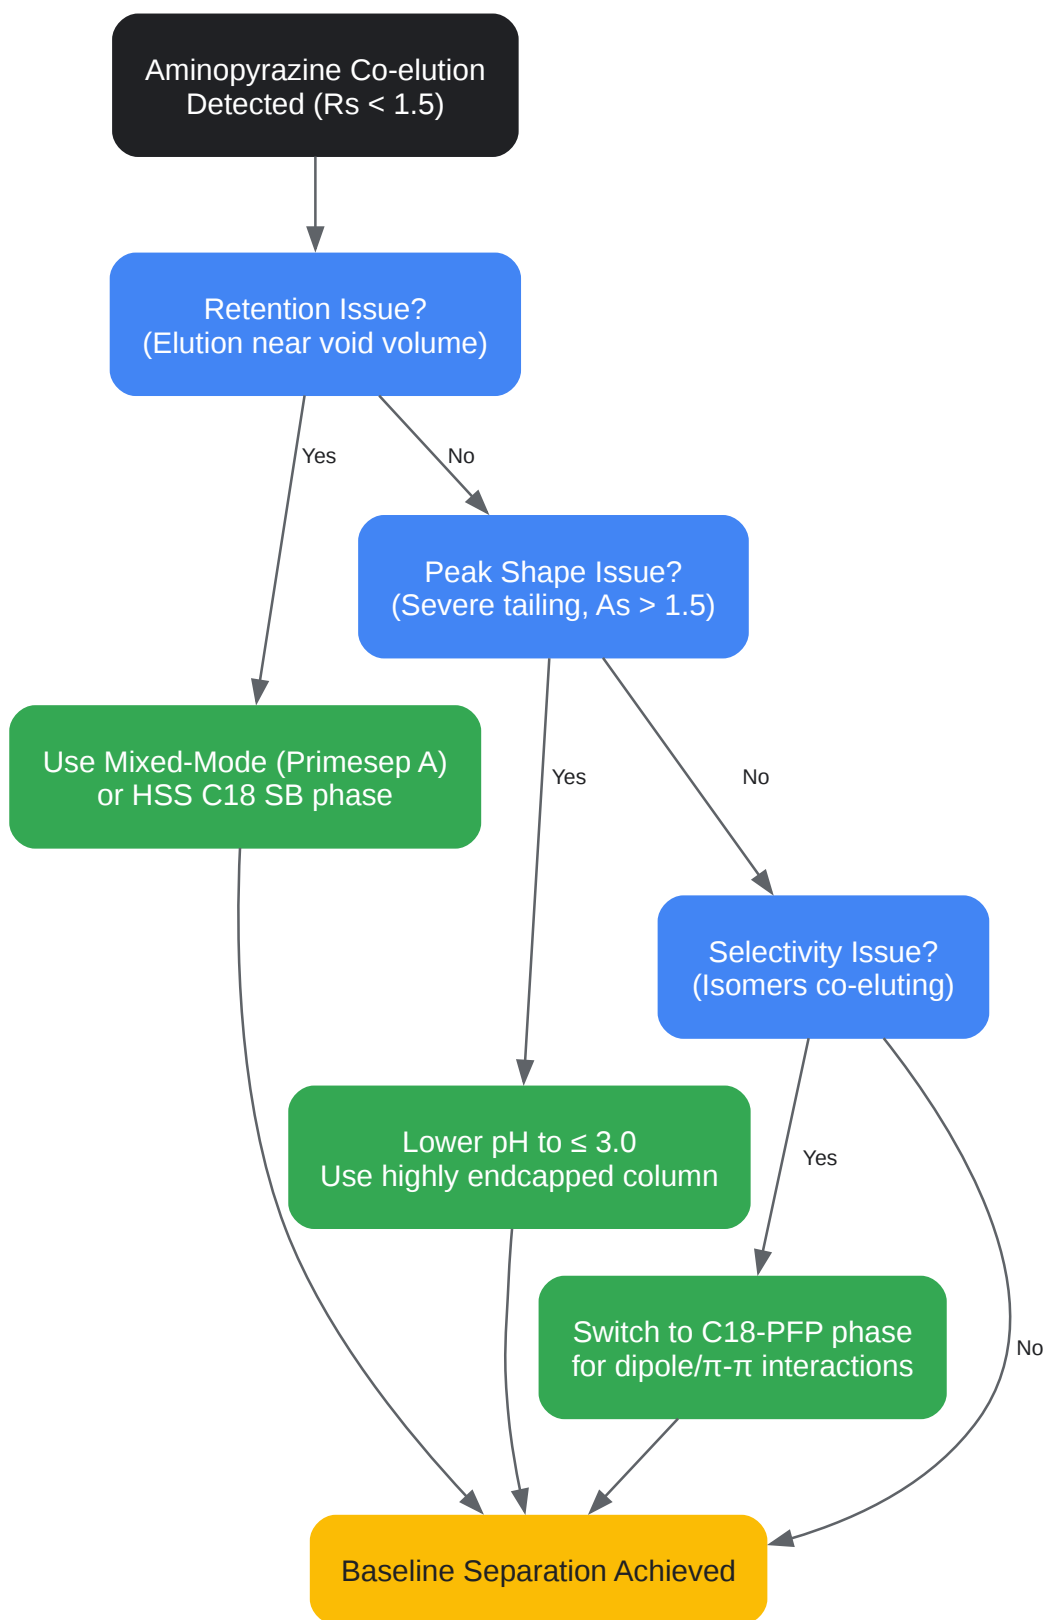 Aminopyrazine Co-elution
Detected (Rs < 1.5)
Retention Issue?
(Elution near void volume)
Yes
No
Peak Shape Issue?
(Severe tailing, As > 1.5)
Use Mixed-Mode (Primesep A)
or HSS C18 SB phase
Yes
No
Selectivity Issue?
(Isomers co-eluting)
Lower pH to ≤ 3.0
Use highly endcapped column
Yes
Switch to C18-PFP phase
for dipole/π-π interactions
No
Baseline Separation Achieved